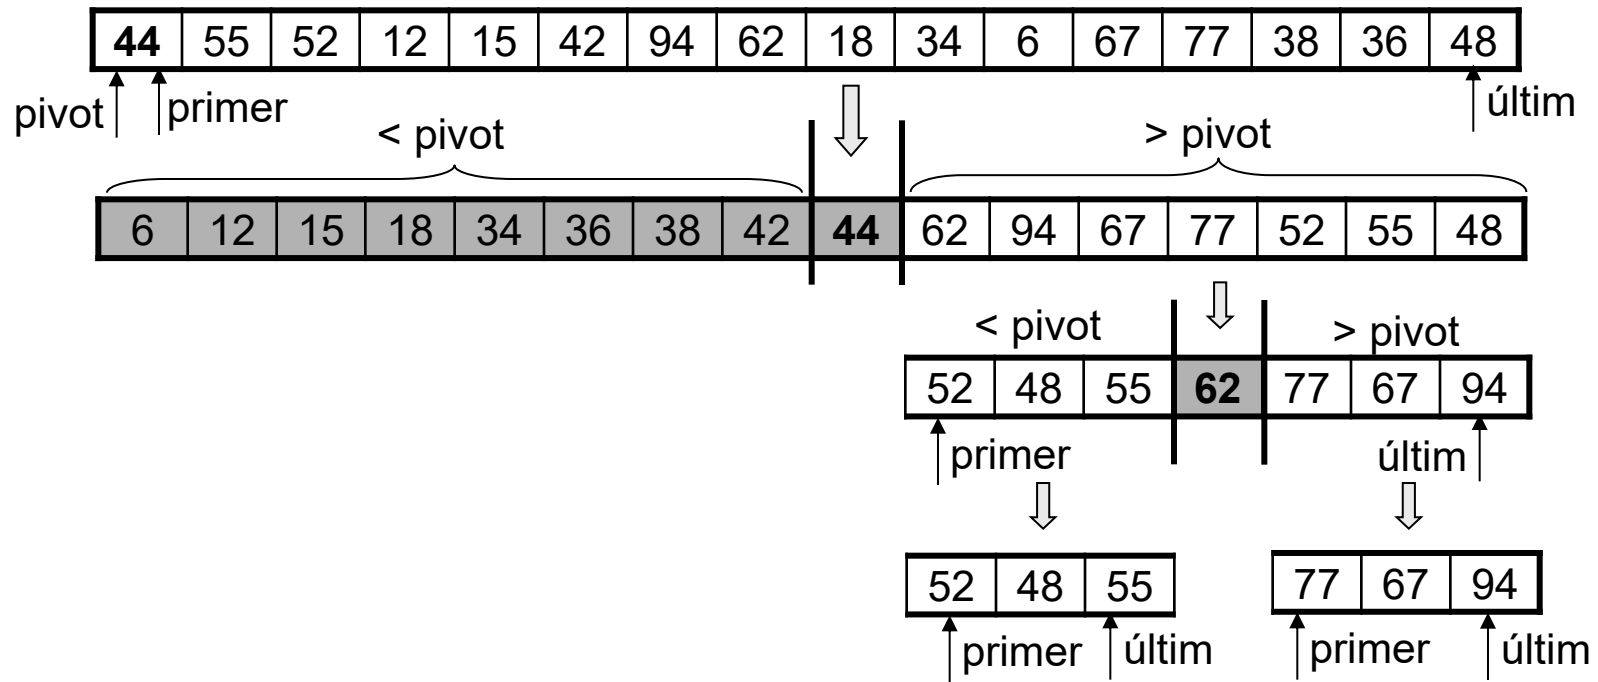 44 55 52 12 15 42 94 62 18 34 6 67 77 38 36 48
pivot primer últim
< pivot > pivot
6 12 15 18 34 36 38 42 44 62 94 67 77 52 55 48
< pivot > pivot
52 48 55 62 77 67 94
primer últim
52 48 55 77 67 94
primer últim primer últim